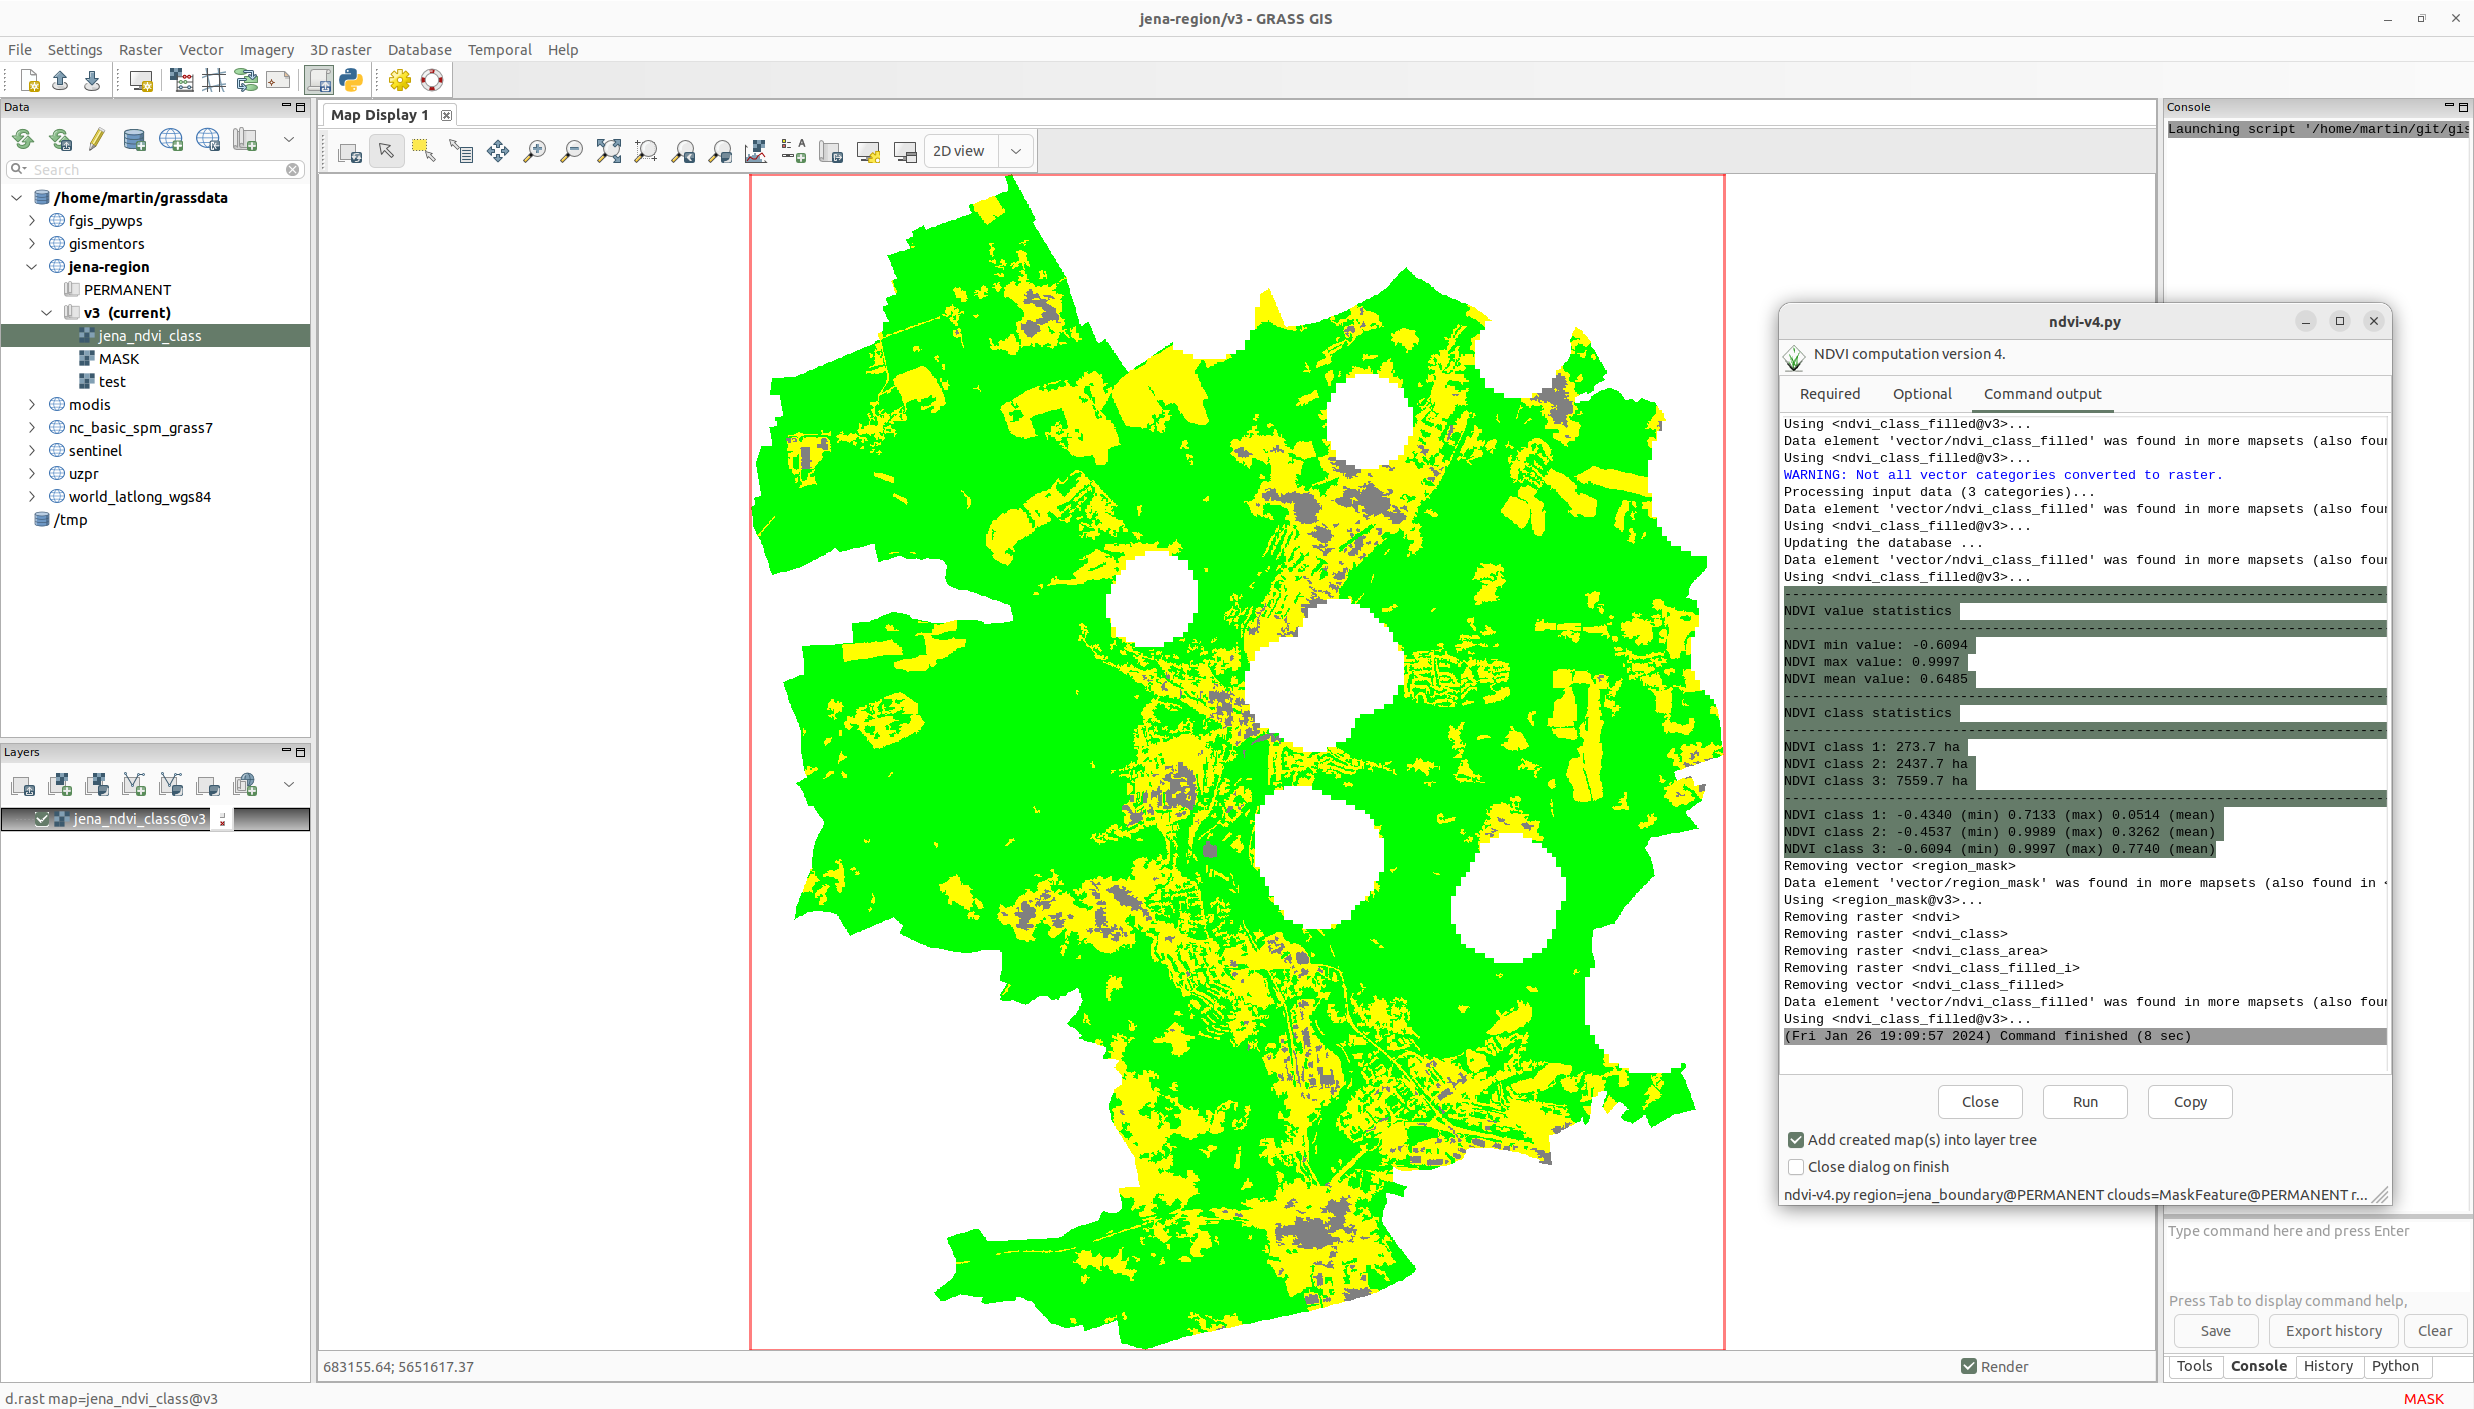 jena-region/v3 - GRASS GIS
File Settings Raster Vector Imagery 3D raster Database Temporal Help
Data
Search
/home/martin/grassdata
fgis_pywps
gismentors
jena-region
PERMANENT
v3 (current)
jena_ndvi_class
MASK
test
modis
nc_basic_spm_grass7
sentinel
uzpr
world_latlong_wgs84
/tmp
Layers
jena_ndvi_class@v3
Map Display 1
2D view
683155.64; 5651617.37
Render
Console
Launching script '/home/martin/git/gis
ndvi-v4.py
NDVI computation version 4.
Required Optional Command output
Using <ndvi_class_filled@v3>...
Data element 'vector/ndvi_class_filled' was found in more mapsets (also four
Using <ndvi_class_filled@v3>...
WARNING: Not all vector categories converted to raster.
Processing input data (3 categories)...
Data element 'vector/ndvi_class_filled' was found in more mapsets (also four
Using <ndvi_class_filled@v3>...
Updating the database ...
Data element 'vector/ndvi_class_filled' was found in more mapsets (also four
Using <ndvi_class_filled@v3>...
--------------------------------------------------------------------------------
NDVI value statistics
--------------------------------------------------------------------------------
NDVI min value: -0.6094
NDVI max value: 0.9997
NDVI mean value: 0.6485
--------------------------------------------------------------------------------
NDVI class statistics
--------------------------------------------------------------------------------
NDVI class 1: 273.7 ha
NDVI class 2: 2437.7 ha
NDVI class 3: 7559.7 ha
--------------------------------------------------------------------------------
NDVI class 1: -0.4340 (min) 0.7133 (max) 0.0514 (mean)
NDVI class 2: -0.4537 (min) 0.9989 (max) 0.3262 (mean)
NDVI class 3: -0.6094 (min) 0.9997 (max) 0.7740 (mean)
Removing vector <region_mask>
Data element 'vector/region_mask' was found in more mapsets (also found in <
Using <region_mask@v3>...
Removing raster <ndvi>
Removing raster <ndvi_class>
Removing raster <ndvi_class_area>
Removing raster <ndvi_class_filled_i>
Removing vector <ndvi_class_filled>
Data element 'vector/ndvi_class_filled' was found in more mapsets (also four
Using <ndvi_class_filled@v3>...
(Fri Jan 26 19:09:57 2024) Command finished (8 sec)
Close Run Copy
Add created map(s) into layer tree
Close dialog on finish
ndvi-v4.py region=jena_boundary@PERMANENT clouds=MaskFeature@PERMANENT r...
Type command here and press Enter
Press Tab to display command help,
Save Export history Clear
Tools Console History Python
d.rast map=jena_ndvi_class@v3
MASK